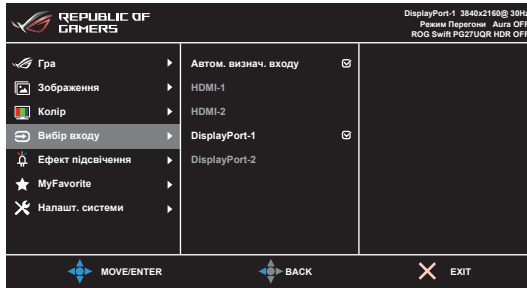 REPUBLIC OF
GAMERS
DisplayPort-1 3840x2160@ 30Hz
Режим Перегони Aura OFF
ROG Swift PG27UQR HDR OFF
Гра
Зображення
Колір
Вибір входу
Ефект підсвічення
MyFavorite
Налашт. системи
Автом. визнач. входу
HDMI-1
HDMI-2
DisplayPort-1
DisplayPort-2
MOVE/ENTER
BACK
EXIT